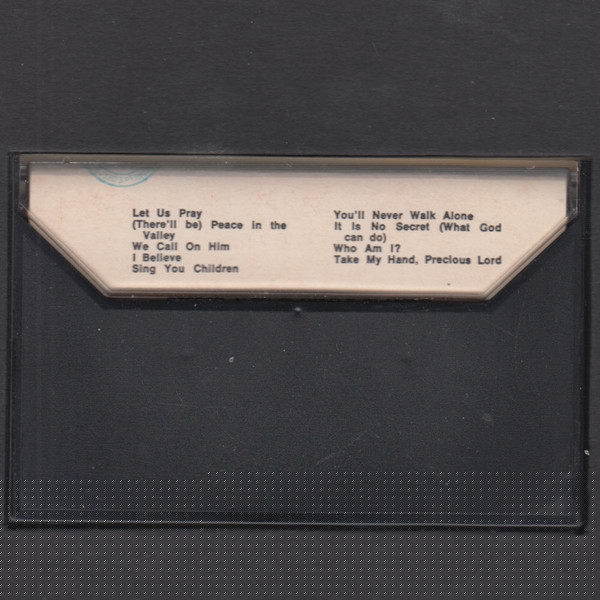 Let Us Pray
(There'll be) Peace in the
Valley
We Call On Him
I Believe
Sing You Children
You'll Never Walk Alone
It is No Secret (What God
can do)
Who Am I?
Take My Hand, Precious Lord